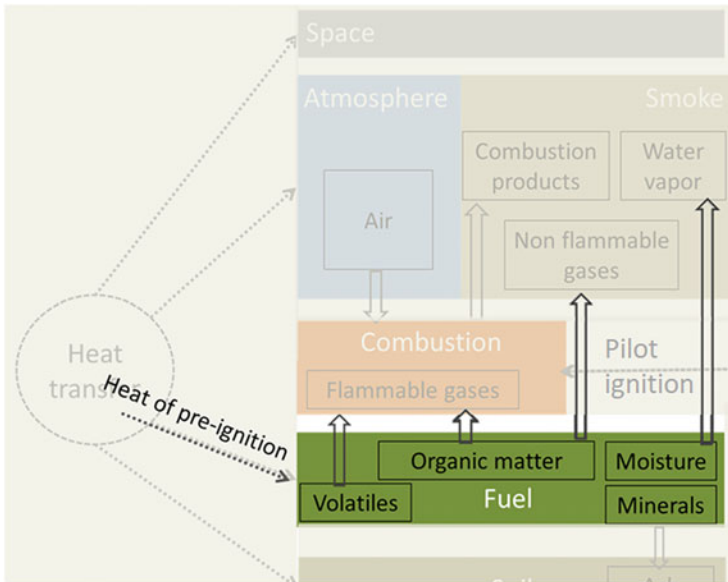 Space
Atmosphere
Smoke
Combustion
products
Water
vapor
Air
Non flammable
gases
Combustion
Pilot
ignition
Flammable gases
Heat
transfer
Heat of pre-ignition
Organic matter
Moisture
Volatiles
Fuel
Minerals